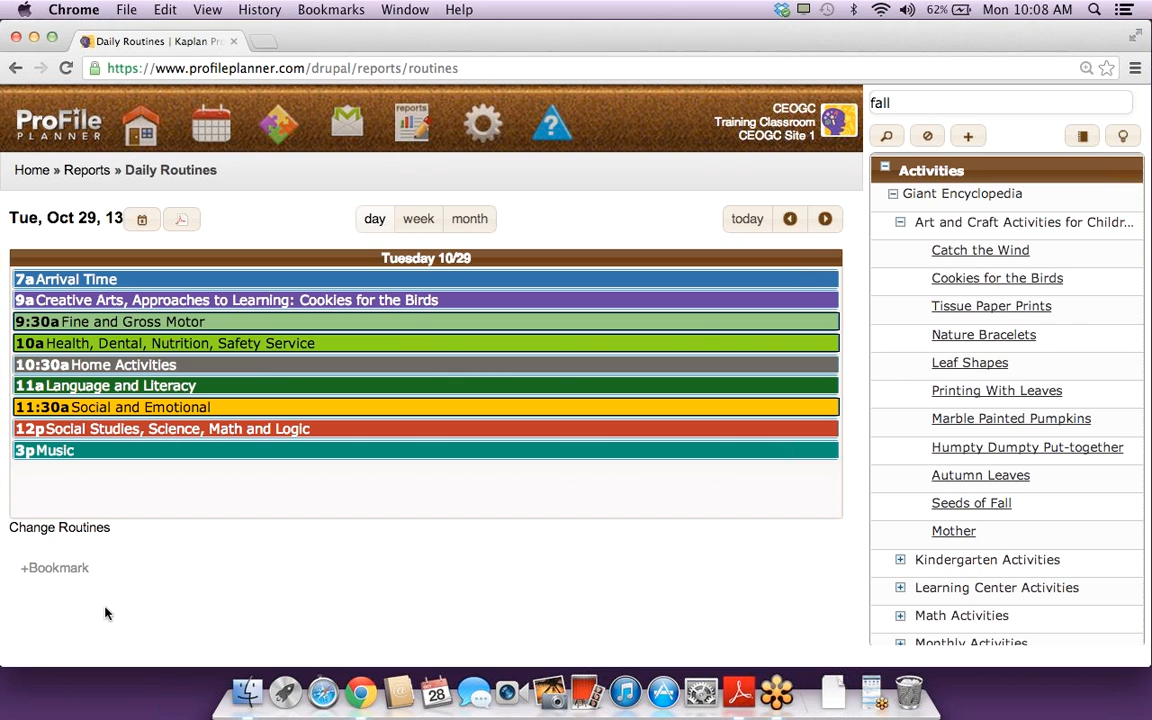 Chrome File Edit View History Bookmarks Window Help 62% Mon 10:08 AM
Daily Routines | Kaplan Pr
https://www.profileplanner.com/drupal/reports/routines
ProFile
PLANNER
reports
CEOGC
Training Classroom
CEOGC Site 1
Home » Reports » Daily Routines
Tue, Oct 29, 13
day week month
today
Tuesday 10/29
7a Arrival Time
9a Creative Arts, Approaches to Learning: Cookies for the Birds
9:30a Fine and Gross Motor
10a Health, Dental, Nutrition, Safety Service
10:30a Home Activities
11a Language and Literacy
11:30a Social and Emotional
12p Social Studies, Science, Math and Logic
3p Music
Change Routines
+Bookmark
fall
Activities
Giant Encyclopedia
Art and Craft Activities for Childr...
Catch the Wind
Cookies for the Birds
Tissue Paper Prints
Nature Bracelets
Leaf Shapes
Printing With Leaves
Marble Painted Pumpkins
Humpty Dumpty Put-together
Autumn Leaves
Seeds of Fall
Mother
Kindergarten Activities
Learning Center Activities
Math Activities
Monthly Activities
28